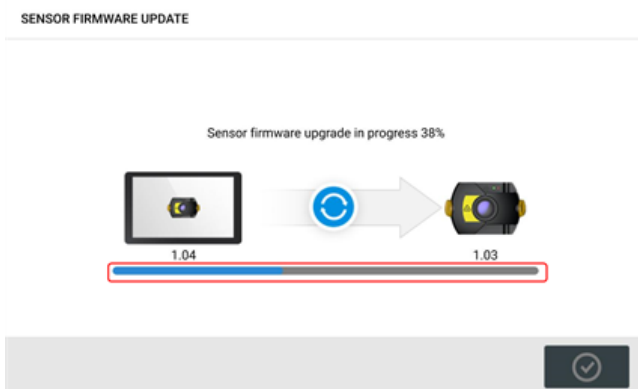 SENSOR FIRMWARE UPDATE
Sensor firmware upgrade in progress 38%
1.04
1.03